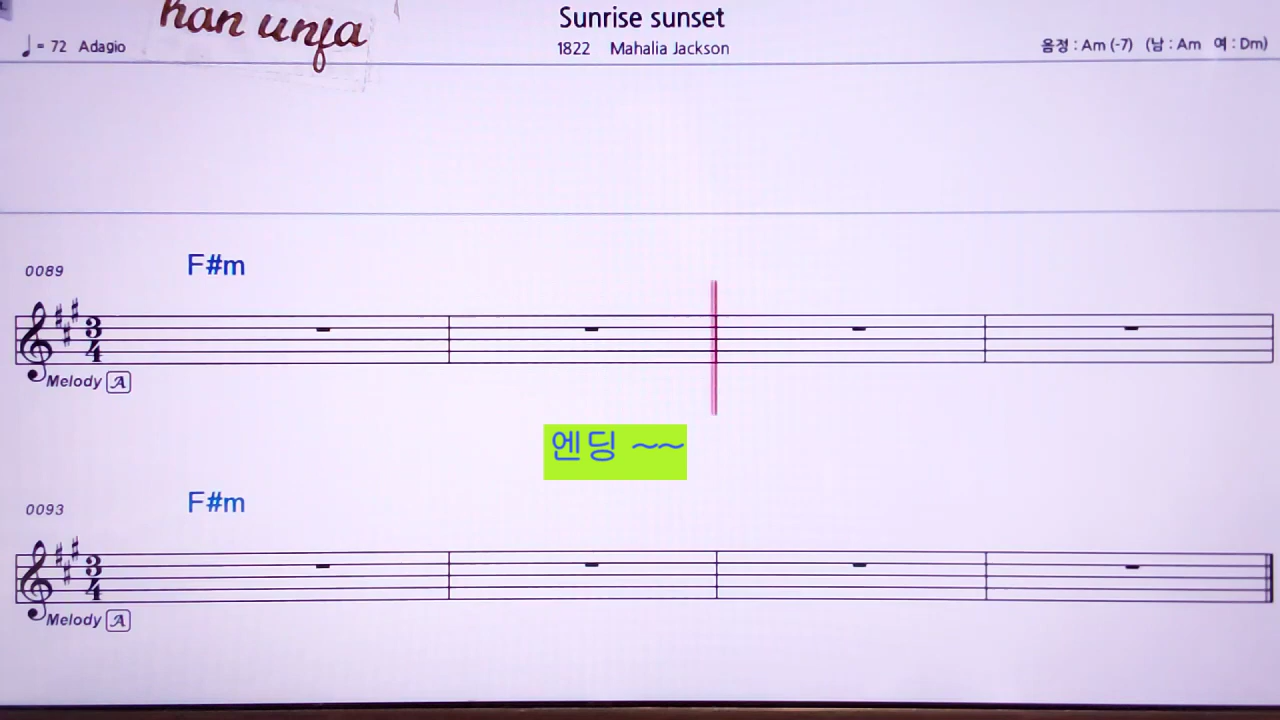 han unfa
Sunrise sunset
♩ = 72 Adagio
1822 Mahalia Jackson
음정 : Am (-7) (남 : Am 여 : Dm)
0089
F#m
3
4
Melody A
엔딩 ~~
0093
F#m
3
4
Melody A